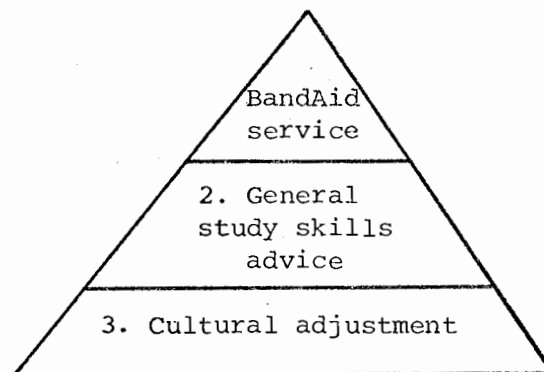 BandAid
service
2. General
study skills
advice
3. Cultural adjustment